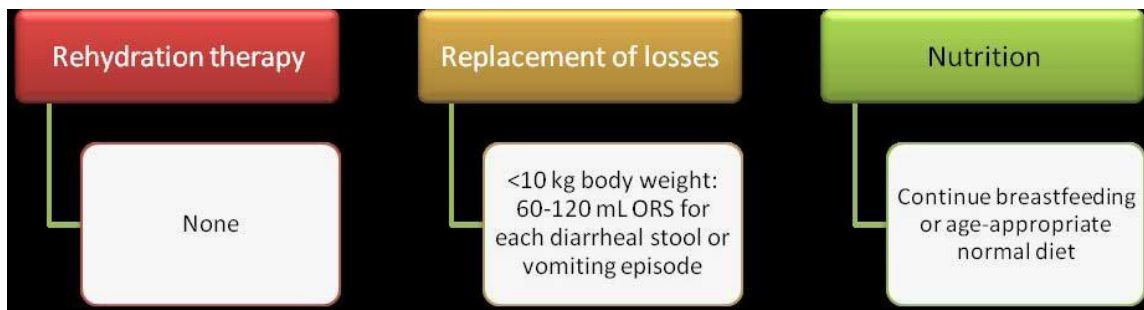 Rehydration therapy
None
Replacement of losses
<10 kg body weight:
60-120 mL ORS for
each diarrheal stool or
vomiting episode
Nutrition
Continue breastfeeding
or age-appropriate
normal diet